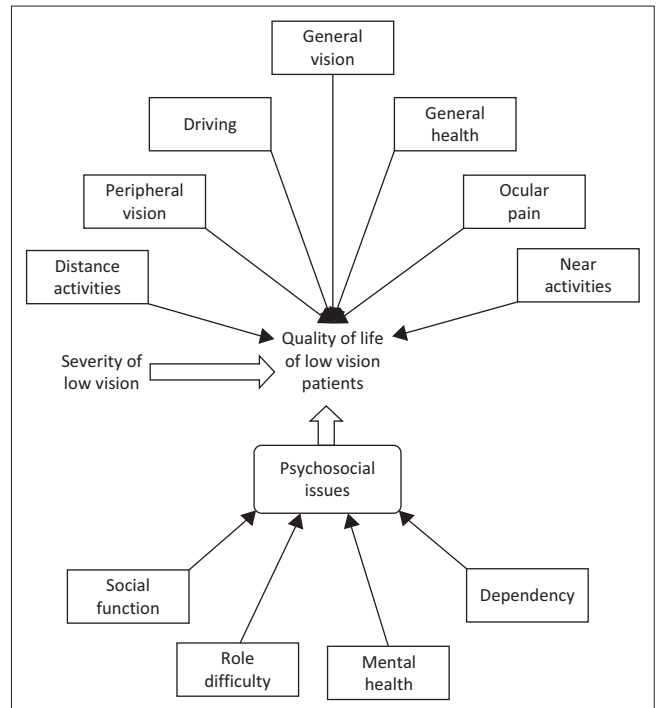 General
vision
Driving
General
health
Peripheral
vision
Ocular
pain
Distance
activities
Near
activities
Quality of life
of low vision
patients
Severity of
low vision
Psychosocial
issues
Social
function
Dependency
Role
difficulty
Mental
health